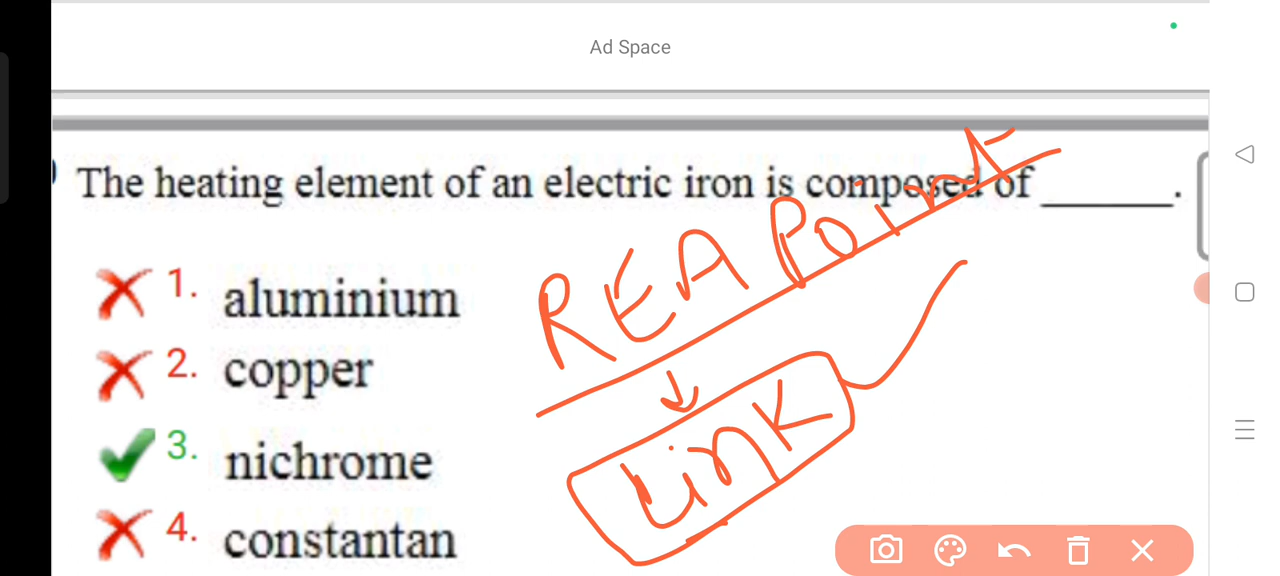 Ad Space
The heating element of an electric iron is composed of ______.
REA Point
1. aluminium
2. copper
Link
3. nichrome
4. constantan